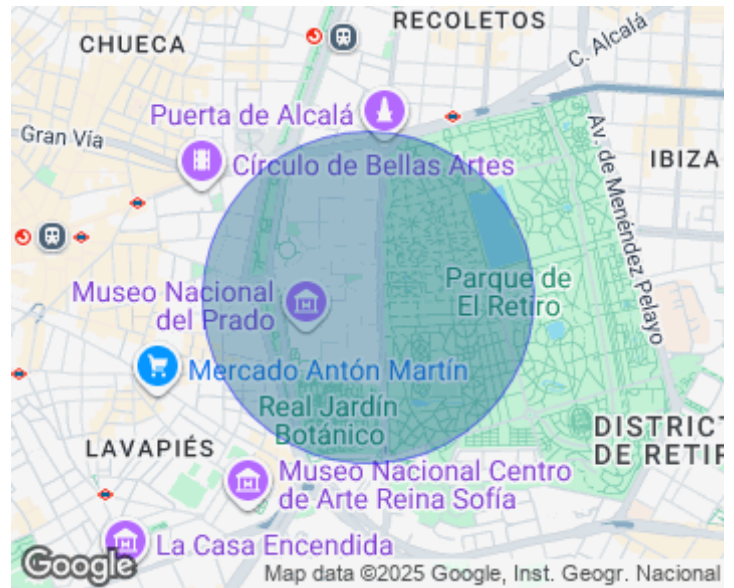 RECOLETOS
CHUECA
C. Alcalá
Puerta de Alcalá
Gran Vía
Círculo de Bellas Artes
Av. de Menéndez Pelayo
IBIZA
Museo Nacional
del Prado
Parque de
El Retiro
Mercado Antón Martín
Real Jardín
Botánico
DISTRICT
DE RETIR
LAVAPIÉS
Museo Nacional Centro
de Arte Reina Sofía
La Casa Encendida
Google
Map data ©2025 Google, Inst. Geogr. Nacional